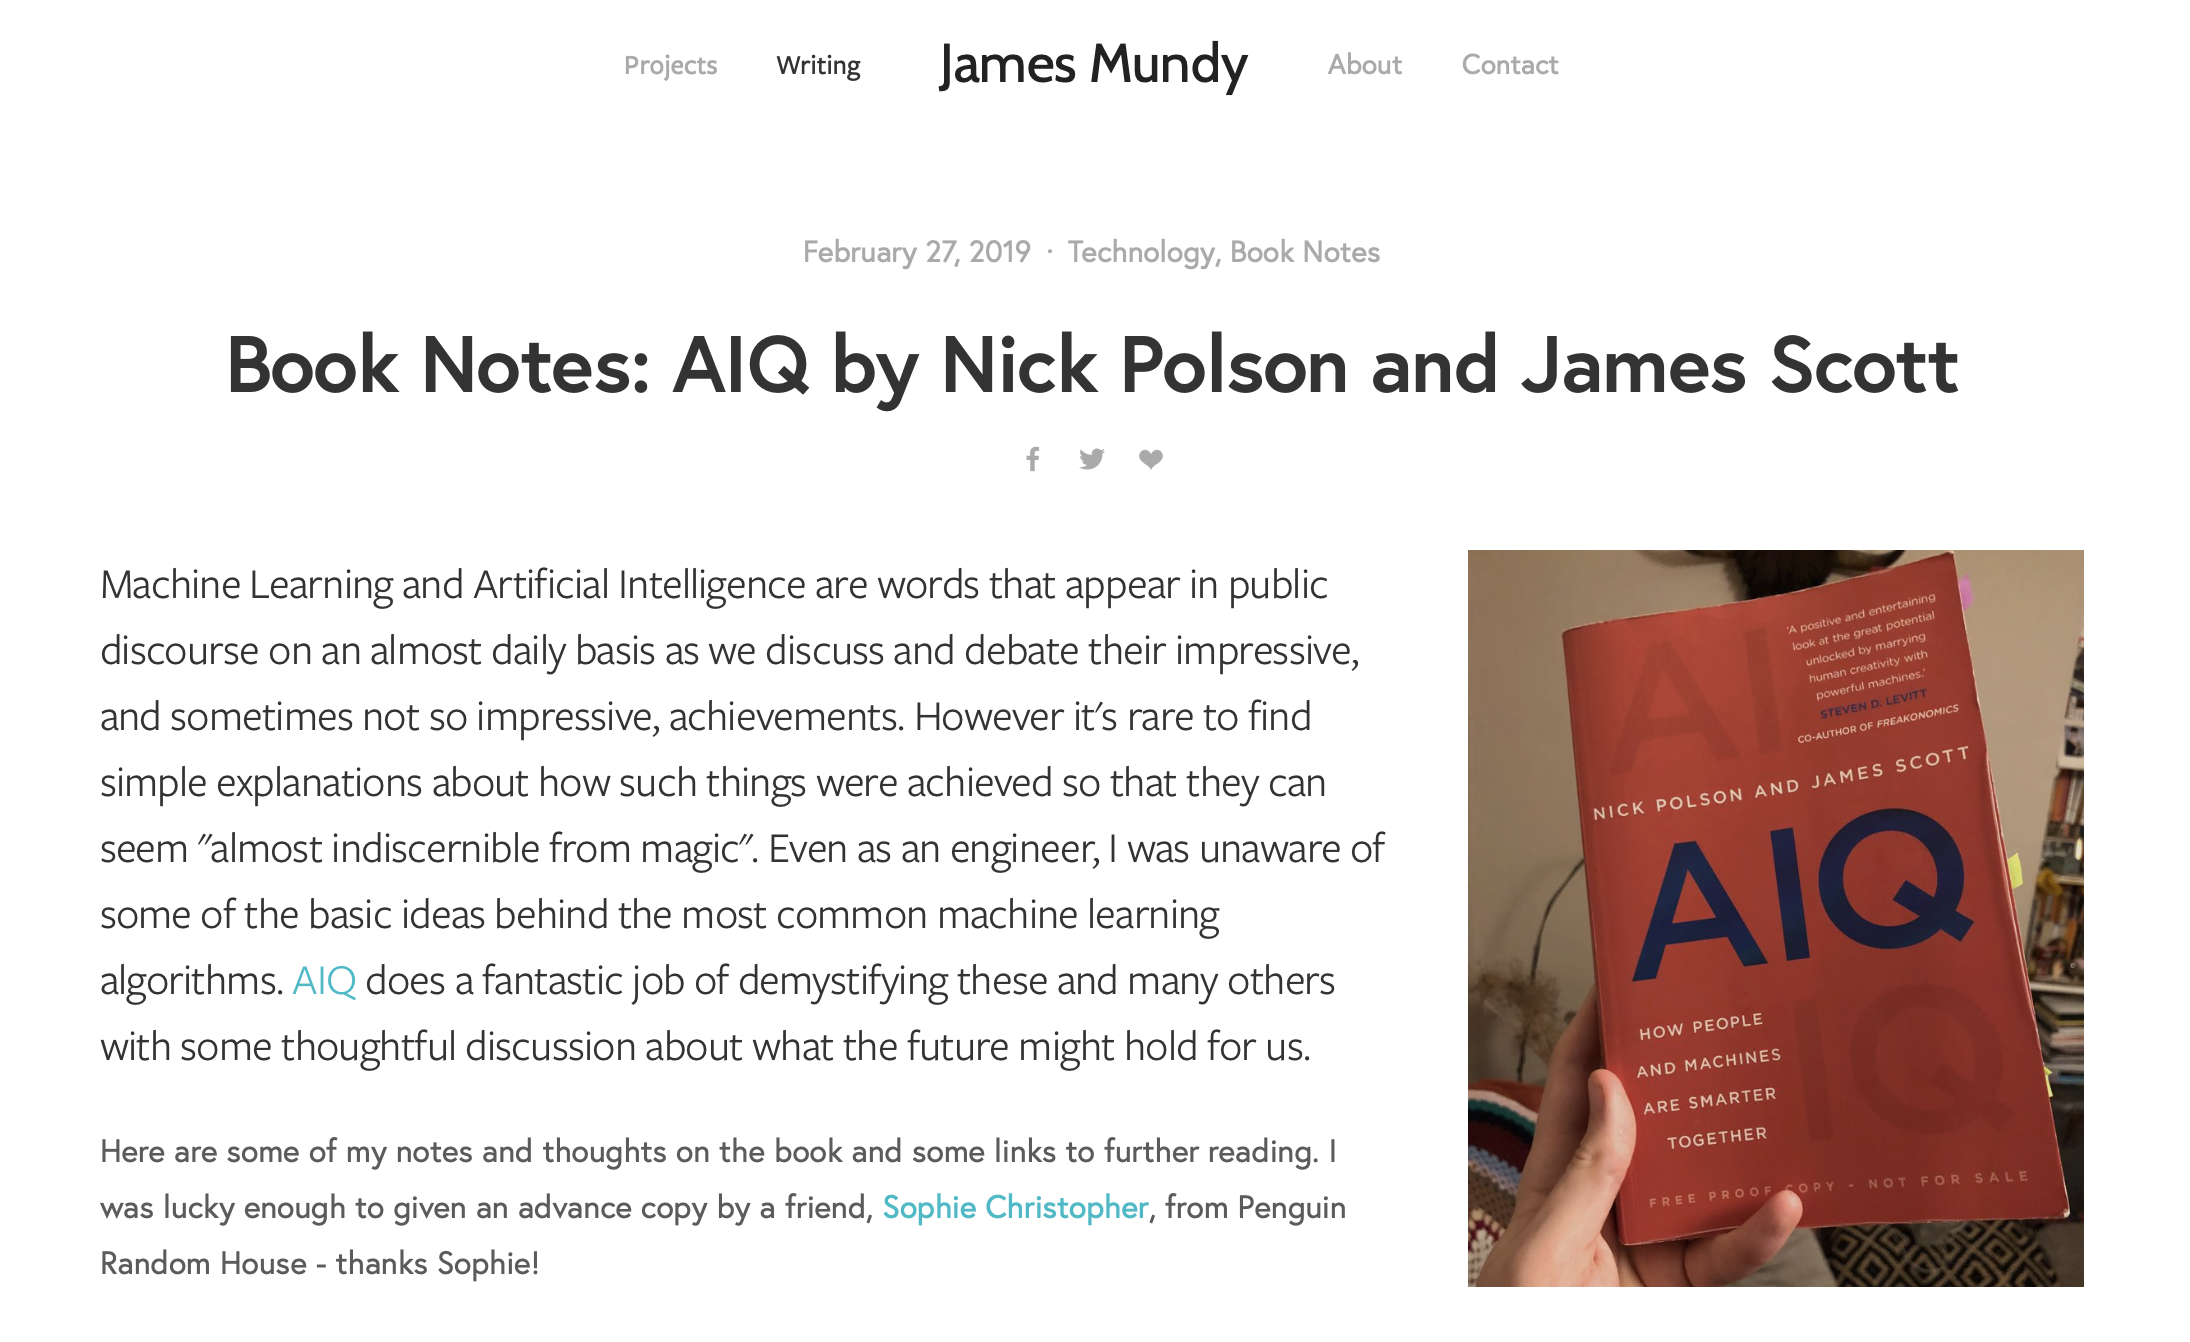 Projects Writing James Mundy About Contact
February 27, 2019 · Technology, Book Notes
Book Notes: AIQ by Nick Polson and James Scott
Machine Learning and Artificial Intelligence are words that appear in public
discourse on an almost daily basis as we discuss and debate their impressive,
and sometimes not so impressive, achievements. However it's rare to find
simple explanations about how such things were achieved so that they can
seem "almost indiscernible from magic". Even as an engineer, I was unaware of
some of the basic ideas behind the most common machine learning
algorithms. AIQ does a fantastic job of demystifying these and many others
with some thoughtful discussion about what the future might hold for us.
Here are some of my notes and thoughts on the book and some links to further reading. I
was lucky enough to given an advance copy by a friend, Sophie Christopher, from Penguin
Random House - thanks Sophie!
AI
'A positive and entertaining
look at the great potential
unlocked by marrying
human creativity with
powerful machines.'
STEVEN D. LEVITT
CO-AUTHOR OF FREAKONOMICS
NICK POLSON AND JAMES SCOTT
AIQ
IQ
HOW PEOPLE
AND MACHINES
ARE SMARTER
TOGETHER
FREE PROOF COPY - NOT FOR SALE